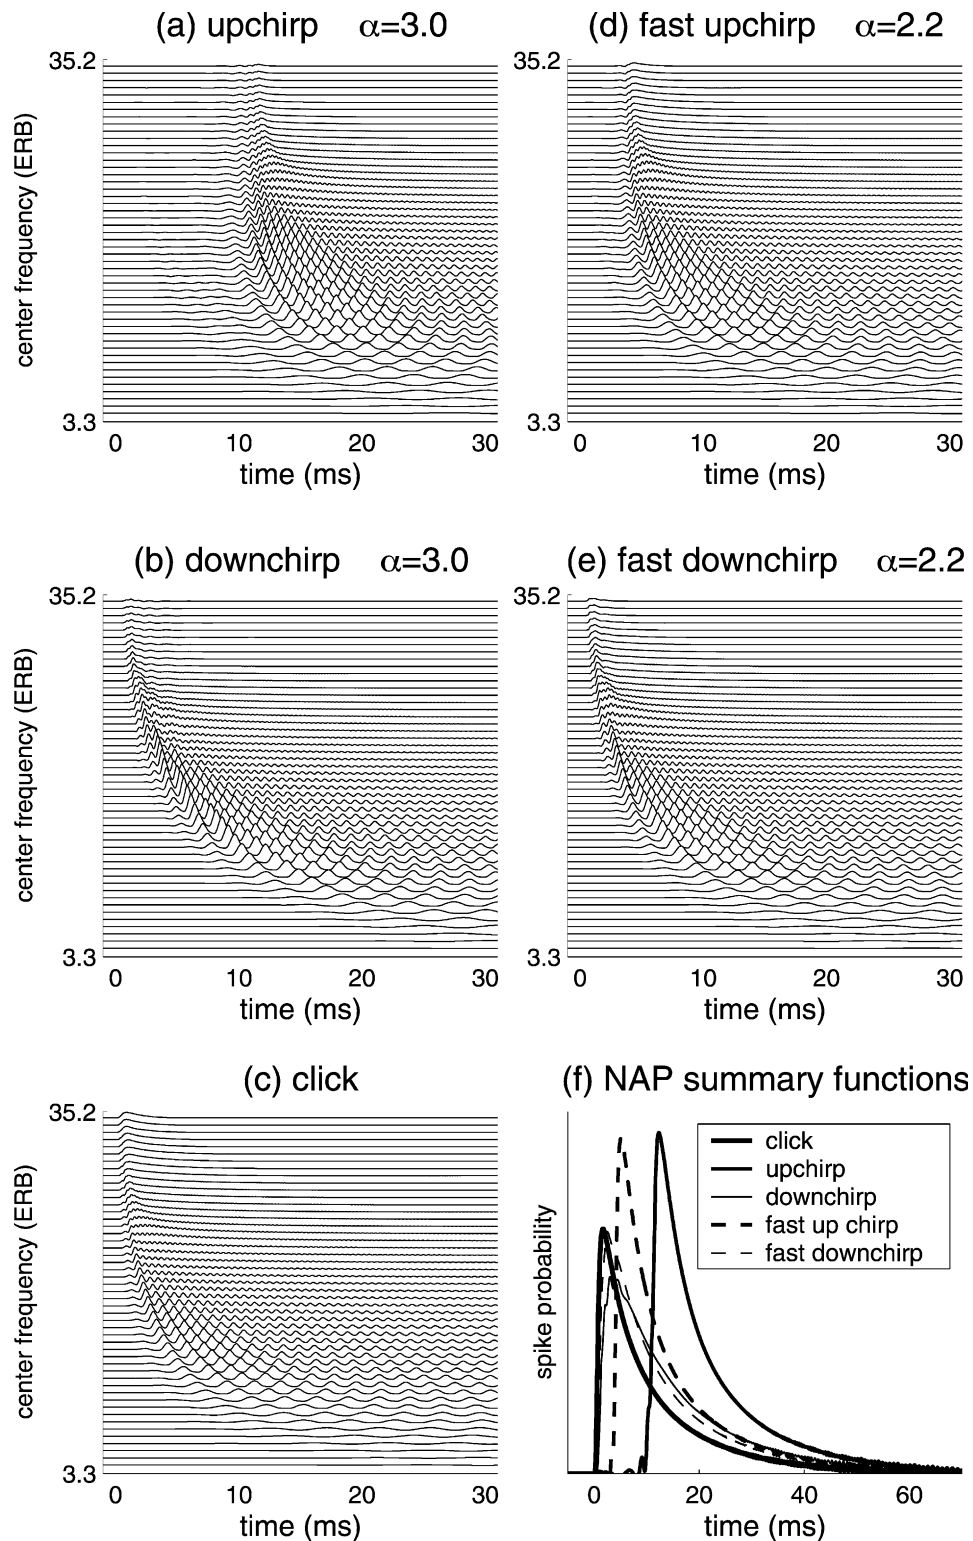 (a) upchirp α=3.0
35.2
center frequency (ERB)
3.3
0 10 20 30
time (ms)
(d) fast upchirp α=2.2
35.2
3.3
0 10 20 30
time (ms)
(b) downchirp α=3.0
35.2
center frequency (ERB)
3.3
0 10 20 30
time (ms)
(e) fast downchirp α=2.2
35.2
3.3
0 10 20 30
time (ms)
(c) click
35.2
center frequency (ERB)
3.3
0 10 20 30
time (ms)
(f) NAP summary functions
click
upchirp
downchirp
fast up chirp
fast downchirp
spike probability
0 20 40 60
time (ms)